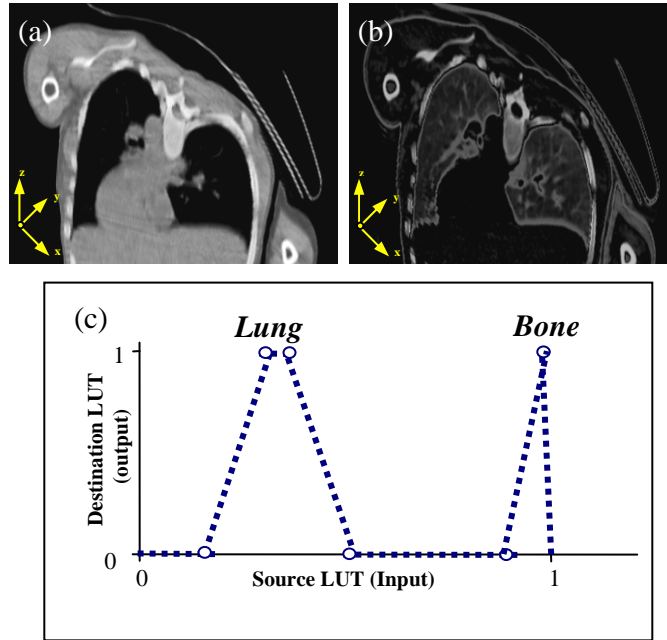 (a)
(b)
z
y
x
z
y
x
(c)
Lung
Bone
1
Destination LUT
(output)
0
0
Source LUT (Input)
1